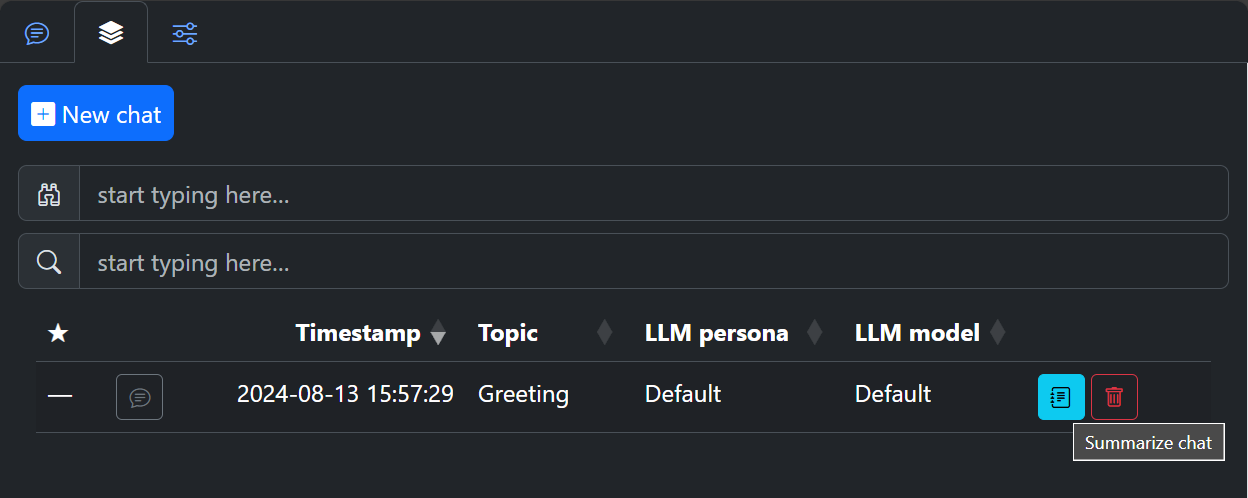 New chat
start typing here...
start typing here...
Timestamp Topic LLM persona LLM model
2024-08-13 15:57:29 Greeting Default Default
Summarize chat